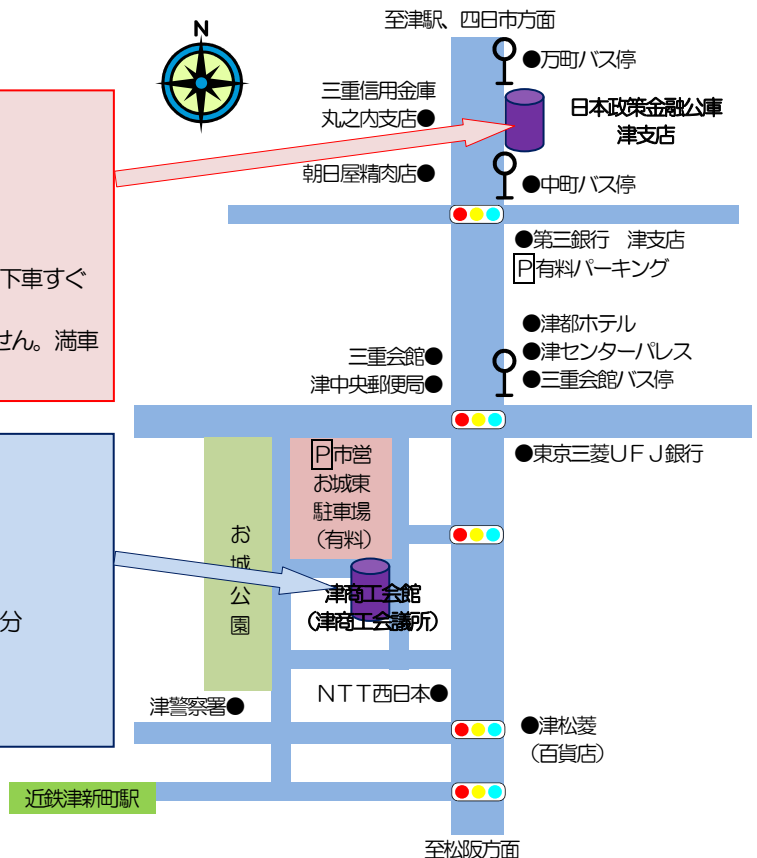 至津駅、四日市方面
N
●万町バス停
三重信用金庫
丸之内支店●
日本政策金融公庫
津支店
朝日屋精肉店●
●中町バス停
●第三銀行　津支店
P有料パーキング
下車すぐ
せん。満車
●津都ホテル
三重会館●
●津センターパレス
津中央郵便局●
●三重会館バス停
P市営
お城東
駐車場
（有料）
●東京三菱ＵＦＪ銀行
お城公園
津商工会館
（津商工会議所）
分
ＮＴＴ西日本●
津警察署●
●津松菱
（百貨店）
近鉄津新町駅
至松阪方面